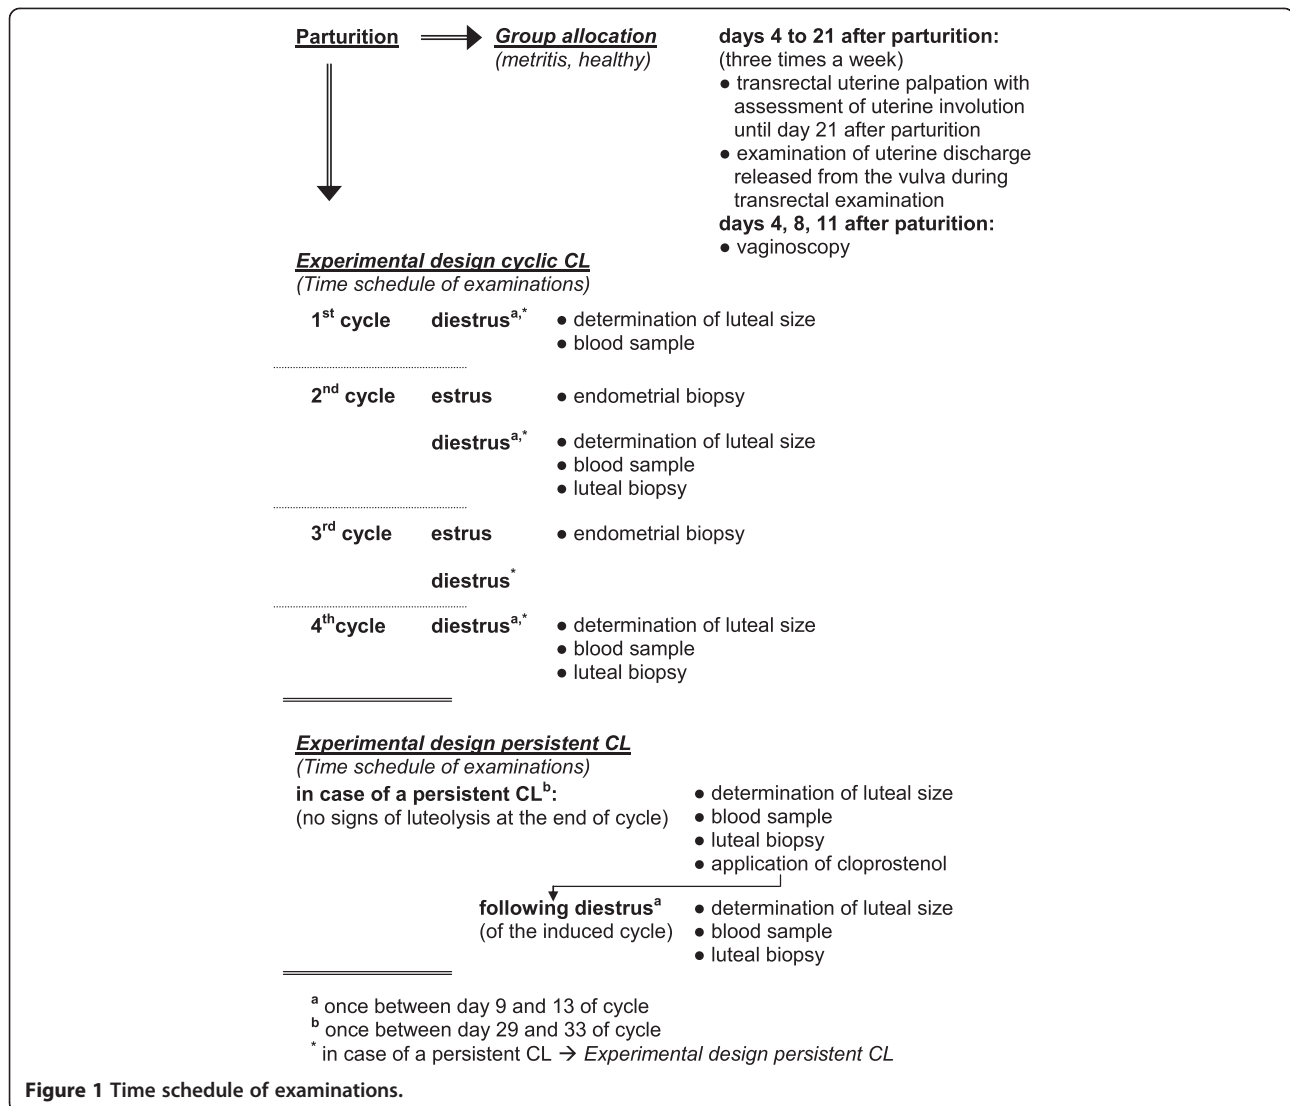 Parturition
Group allocation
(metritis, healthy)
days 4 to 21 after parturition:
(three times a week)
● transrectal uterine palpation with
assessment of uterine involution
until day 21 after parturition
● examination of uterine discharge
released from the vulva during
transrectal examination
days 4, 8, 11 after paturition:
● vaginoscopy
Experimental design cyclic CL
(Time schedule of examinations)
1st cycle diestrus a,* ● determination of luteal size
● blood sample
2nd cycle estrus ● endometrial biopsy
diestrus a,* ● determination of luteal size
● blood sample
● luteal biopsy
3rd cycle estrus ● endometrial biopsy
diestrus*
4thcycle diestrus a,* ● determination of luteal size
● blood sample
● luteal biopsy
Experimental design persistent CL
(Time schedule of examinations)
in case of a persistent CLb: ● determination of luteal size
(no signs of luteolysis at the end of cycle) ● blood sample
● luteal biopsy
● application of cloprostenol
following diestrusa ● determination of luteal size
(of the induced cycle) ● blood sample
● luteal biopsy
a once between day 9 and 13 of cycle
b once between day 29 and 33 of cycle
* in case of a persistent CL → Experimental design persistent CL
Figure 1 Time schedule of examinations.